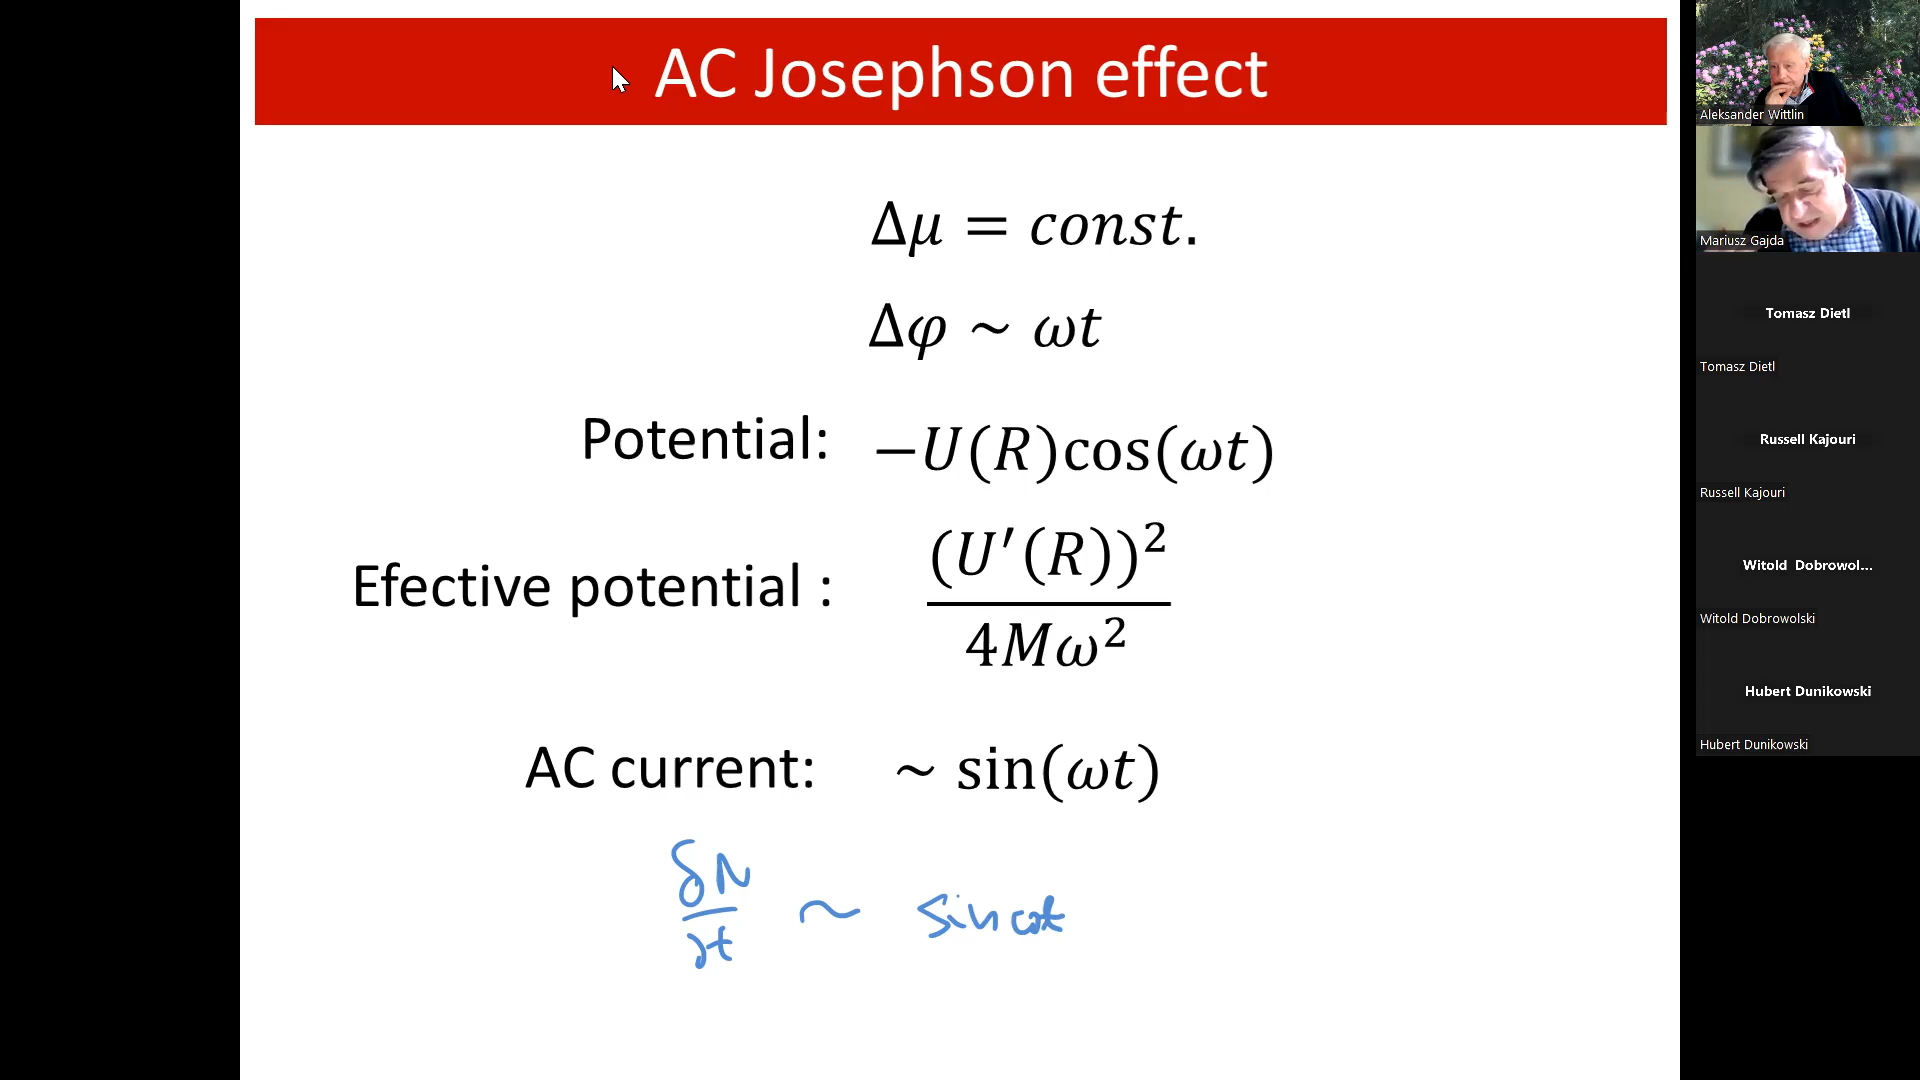 AC Josephson effect
Δμ = const.
Δφ ~ ωt
Potential: −U(R)cos(ωt)
Efective potential : (U′(R))² / 4Mω²
AC current: ~ sin(ωt)
δN / δt ~ sin ωt
Aleksander Wittlin
Mariusz Gajda
Tomasz Dietl
Tomasz Dietl
Russell Kajouri
Russell Kajouri
Witold Dobrowol...
Witold Dobrowolski
Hubert Dunikowski
Hubert Dunikowski